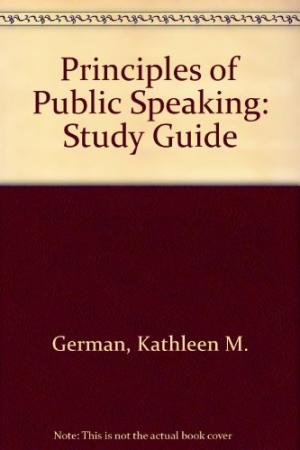 Principles of
Public Speaking:
Study Guide
German, Kathleen M.
Note: This is not the actual book cover